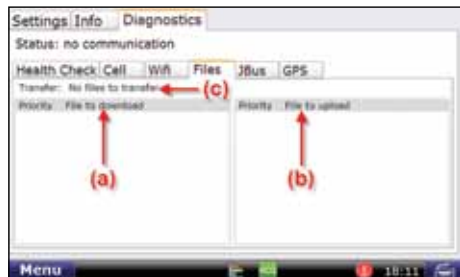 Settings Info Diagnostics
Status: no communication
Health Check Cell Wifi Files JBus GPS
Transfer: No files to transfer (c)
Priority File to download Priority File to upload
(a) (b)
Menu 18:11